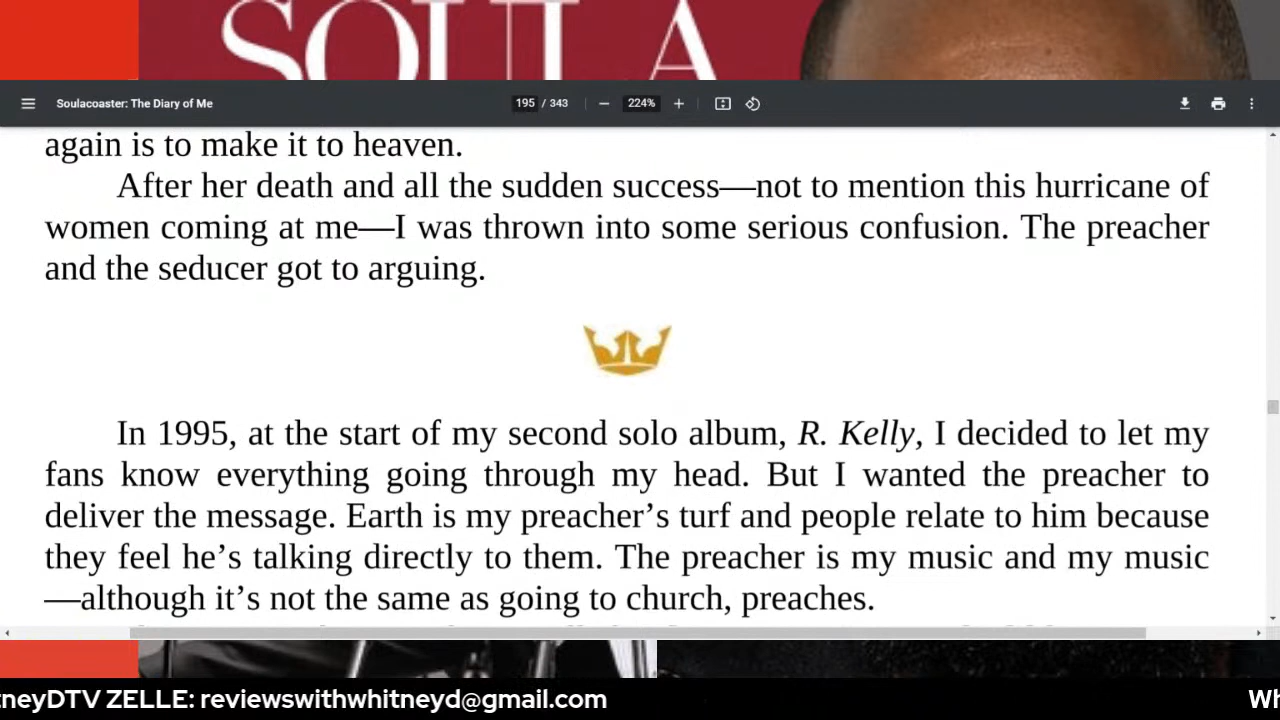 SOULA
Soulacoaster: The Diary of Me
195 / 343
224%
again is to make it to heaven.
After her death and all the sudden success—not to mention this hurricane of
women coming at me—I was thrown into some serious confusion. The preacher
and the seducer got to arguing.
In 1995, at the start of my second solo album, R. Kelly, I decided to let my
fans know everything going through my head. But I wanted the preacher to
deliver the message. Earth is my preacher’s turf and people relate to him because
they feel he’s talking directly to them. The preacher is my music and my music
—although it’s not the same as going to church, preaches.
tneyDTV ZELLE: reviewswithwhitneyd@gmail.com
Wh